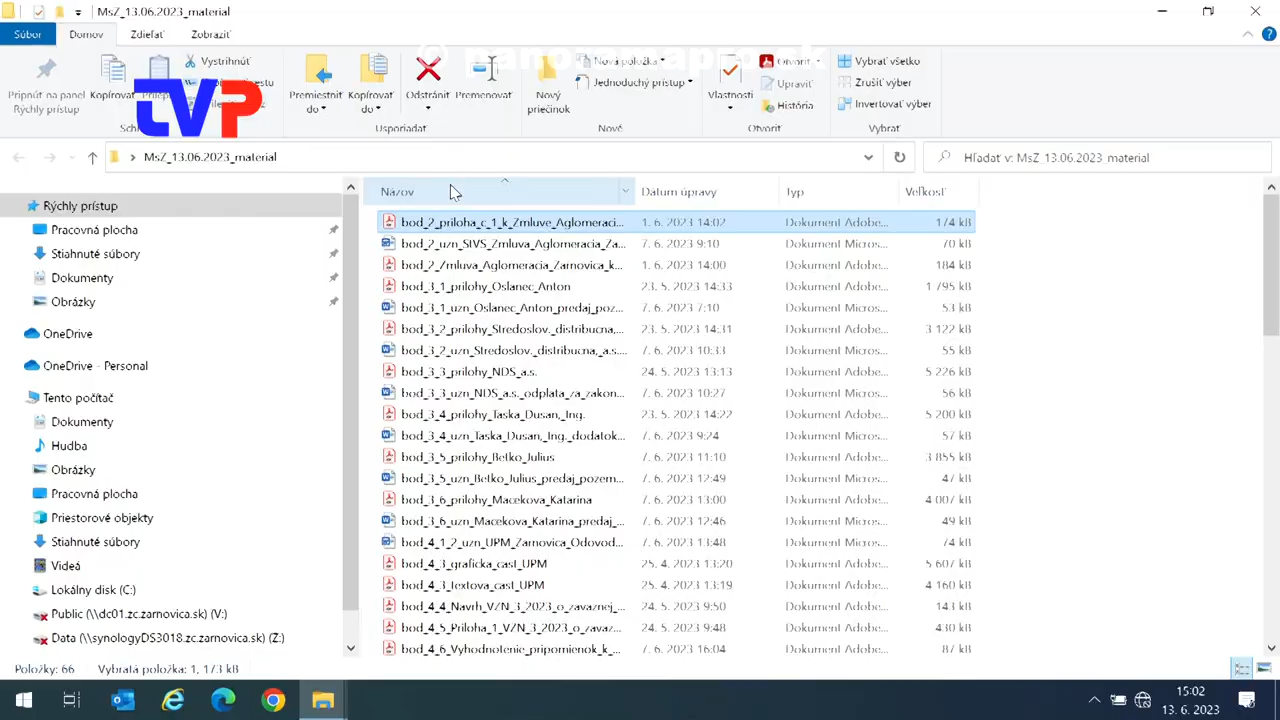 MsZ_13.06.2023_material
Súbor Domov Zdieľať Zobraziť
© panoramapro.sk
Pripnúť na panel Rýchly prístup
Kopírovať
Vystrihnúť
Premiestniť do
Kopírovať do
Odstrániť
Premenovať
Nový priečinok
Nová položka
Jednoduchý prístup
Vlastnosti
Otvoriť
Upraviť
História
Vybrať všetko
Zrušiť výber
Invertovať výber
TVP
Usporiadať Nové Otvoriť Vybrať
MsZ_13.06.2023_material
Hľadať v: MsZ_13.06.2023_material
Názov Dátum úpravy Typ Veľkosť
Rýchly prístup
Pracovná plocha
Stiahnuté súbory
Dokumenty
Obrázky
OneDrive
OneDrive - Personal
Tento počítač
Dokumenty
Hudba
Obrázky
Pracovná plocha
Priestorové objekty
Stiahnuté súbory
Videá
Lokálny disk (C:)
Public (\\dc01.zc.zarnovica.sk) (V:)
Data (\\synologyDS3018.zc.zarnovica.sk) (Z:)
bod_2_priloha_c_1_k_Zmluve_Aglomeraci... 1. 6. 2023 14:02 Dokument Adobe... 174 kB
bod_2_uzn_StVS_Zmluva_Aglomeracia_Za... 7. 6. 2023 9:10 Dokument Micros... 70 kB
bod_2_Zmluva_Aglomeracia_Zarnovica_k... 1. 6. 2023 14:00 Dokument Adobe... 184 kB
bod_3_1_prilohy_Oslanec_Anton 23. 5. 2023 14:33 Dokument Adobe... 1 795 kB
bod_3_1_uzn_Oslanec_Anton_predaj_poz... 7. 6. 2023 7:10 Dokument Micros... 53 kB
bod_3_2_prilohy_Stredoslov._distribucna,... 23. 5. 2023 14:31 Dokument Adobe... 3 122 kB
bod_3_2_uzn_Stredoslov._distribucna,_a.s.... 7. 6. 2023 10:33 Dokument Micros... 55 kB
bod_3_3_prilohy_NDS_a.s. 24. 5. 2023 13:13 Dokument Adobe... 5 226 kB
bod_3_3_uzn_NDS_a.s._odplata_za_zakon... 7. 6. 2023 10:27 Dokument Micros... 56 kB
bod_3_4_prilohy_Taska_Dusan,_Ing. 23. 5. 2023 14:22 Dokument Adobe... 5 200 kB
bod_3_4_uzn_Taska_Dusan,_Ing._dodatok... 7. 6. 2023 9:24 Dokument Micros... 57 kB
bod_3_5_prilohy_Betko_Julius 7. 6. 2023 11:10 Dokument Adobe... 3 855 kB
bod_3_5_uzn_Betko_Julius_predaj_pozem... 7. 6. 2023 12:49 Dokument Micros... 47 kB
bod_3_6_prilohy_Macekova_Katarina 7. 6. 2023 13:00 Dokument Adobe... 4 007 kB
bod_3_6_uzn_Macekova_Katarina_predaj_... 7. 6. 2023 12:46 Dokument Micros... 49 kB
bod_4_1_2_uzn_UPM_Zarnovica_Odovod... 7. 6. 2023 13:48 Dokument Micros... 74 kB
bod_4_3_graficka_cast_UPM 25. 4. 2023 13:20 Dokument Adobe... 5 607 kB
bod_4_3_textova_cast_UPM 25. 4. 2023 13:19 Dokument Adobe... 4 160 kB
bod_4_4_Navrh_VZN_3_2023_o_zavaznej_... 24. 5. 2023 9:50 Dokument Adobe... 143 kB
bod_4_5_Priloha_1_VZN_3_2023_o_zavaz... 24. 5. 2023 9:48 Dokument Adobe... 430 kB
bod_4_6_Vyhodnotenie_pripomienok_k_... 7. 6. 2023 16:04 Dokument Adobe... 87 kB
Položky: 66 Vybratá položka: 1, 173 kB
15:02
13. 6. 2023